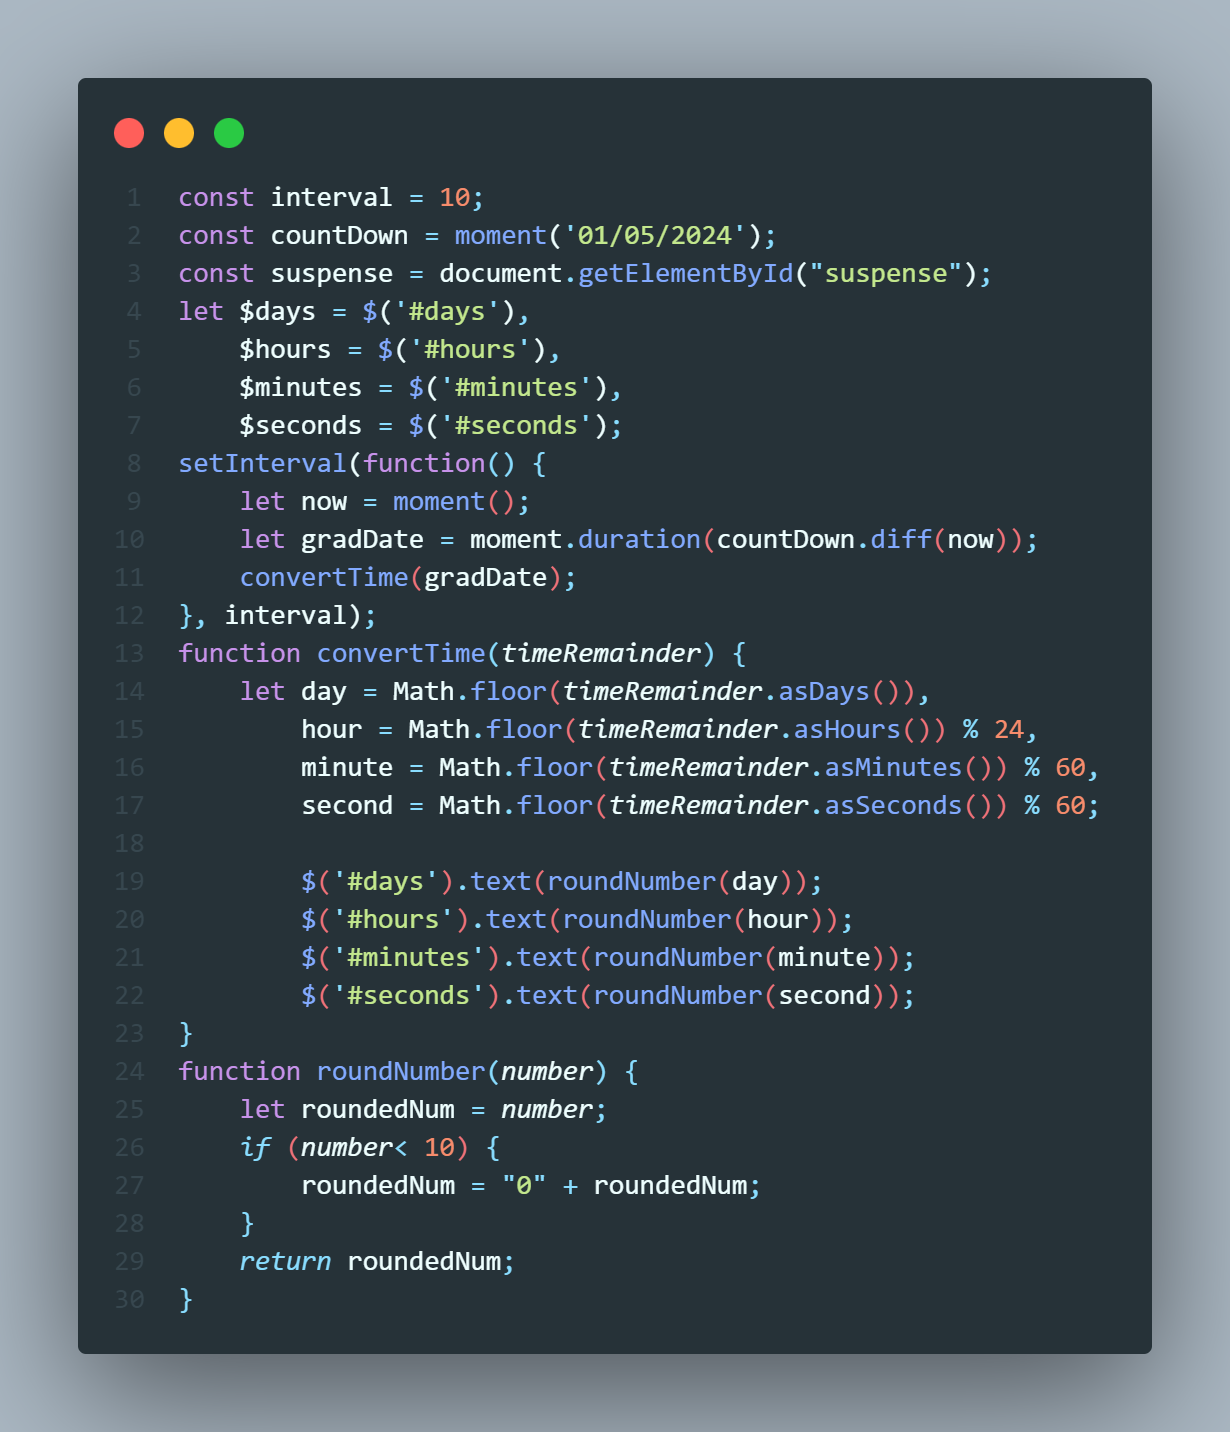 1 const interval = 10;
2 const countDown = moment('01/05/2024');
3 const suspense = document.getElementById("suspense");
4 let $days = $('#days'),
5     $hours = $('#hours'),
6     $minutes = $('#minutes'),
7     $seconds = $('#seconds');
8 setInterval(function() {
9     let now = moment();
10     let gradDate = moment.duration(countDown.diff(now));
11     convertTime(gradDate);
12 }, interval);
13 function convertTime(timeRemainder) {
14     let day = Math.floor(timeRemainder.asDays()),
15         hour = Math.floor(timeRemainder.asHours()) % 24,
16         minute = Math.floor(timeRemainder.asMinutes()) % 60,
17         second = Math.floor(timeRemainder.asSeconds()) % 60;
18
19         $('#days').text(roundNumber(day));
20         $('#hours').text(roundNumber(hour));
21         $('#minutes').text(roundNumber(minute));
22         $('#seconds').text(roundNumber(second));
23 }
24 function roundNumber(number) {
25     let roundedNum = number;
26     if (number< 10) {
27         roundedNum = "0" + roundedNum;
28     }
29     return roundedNum;
30 }